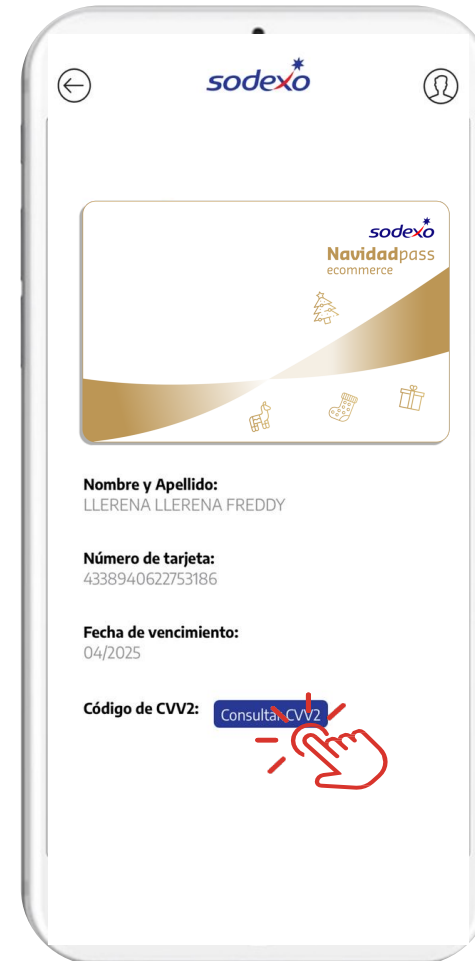 sodexo
sodexo
Navidadpass
ecommerce
Nombre y Apellido:
LLERENA LLERENA FREDDY
Número de tarjeta:
4338940622753186
Fecha de vencimiento:
04/2025
Código de CVV2: Consultar CVV2